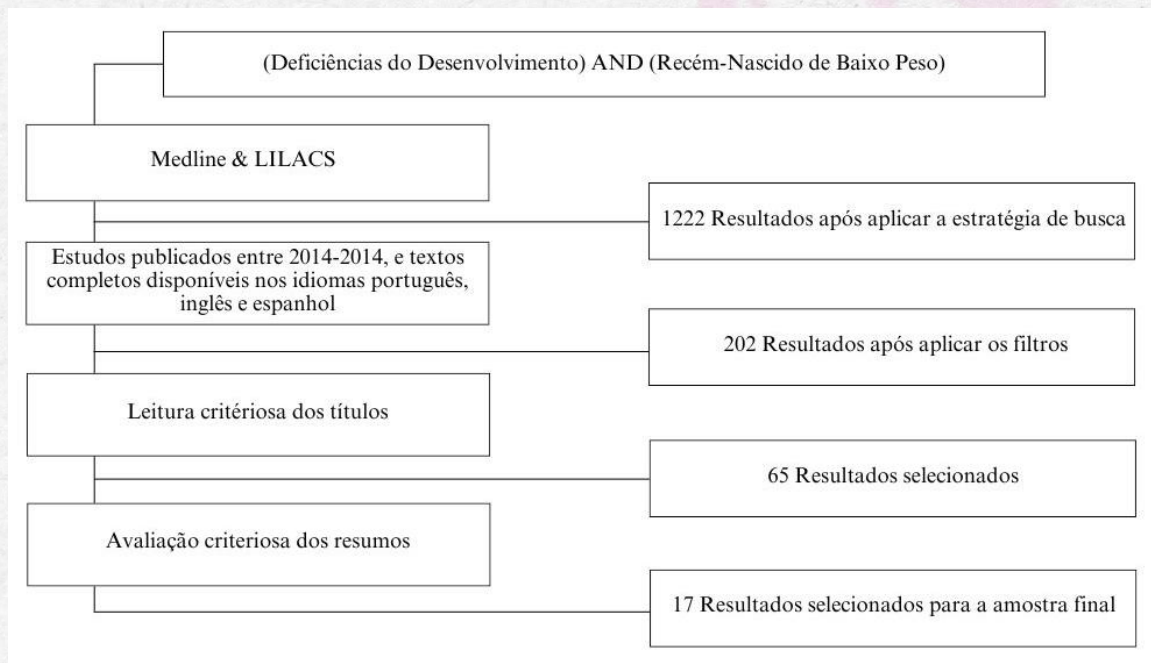 (Deficiências do Desenvolvimento) AND (Recém-Nascido de Baixo Peso)
Medline & LILACS
1222 Resultados após aplicar a estratégia de busca
Estudos publicados entre 2014-2014, e textos
completos disponíveis nos idiomas português,
inglês e espanhol
202 Resultados após aplicar os filtros
Leitura critériosa dos títulos
65 Resultados selecionados
Avaliação criteriosa dos resumos
17 Resultados selecionados para a amostra final